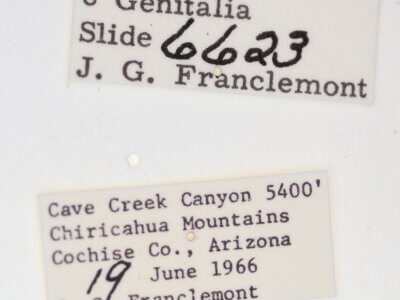 Genitalia
Slide 6623
J. G. Franclemont
Cave Creek Canyon 5400'
Chiricahua Mountains
Cochise Co., Arizona
19 June 1966
Franclemont